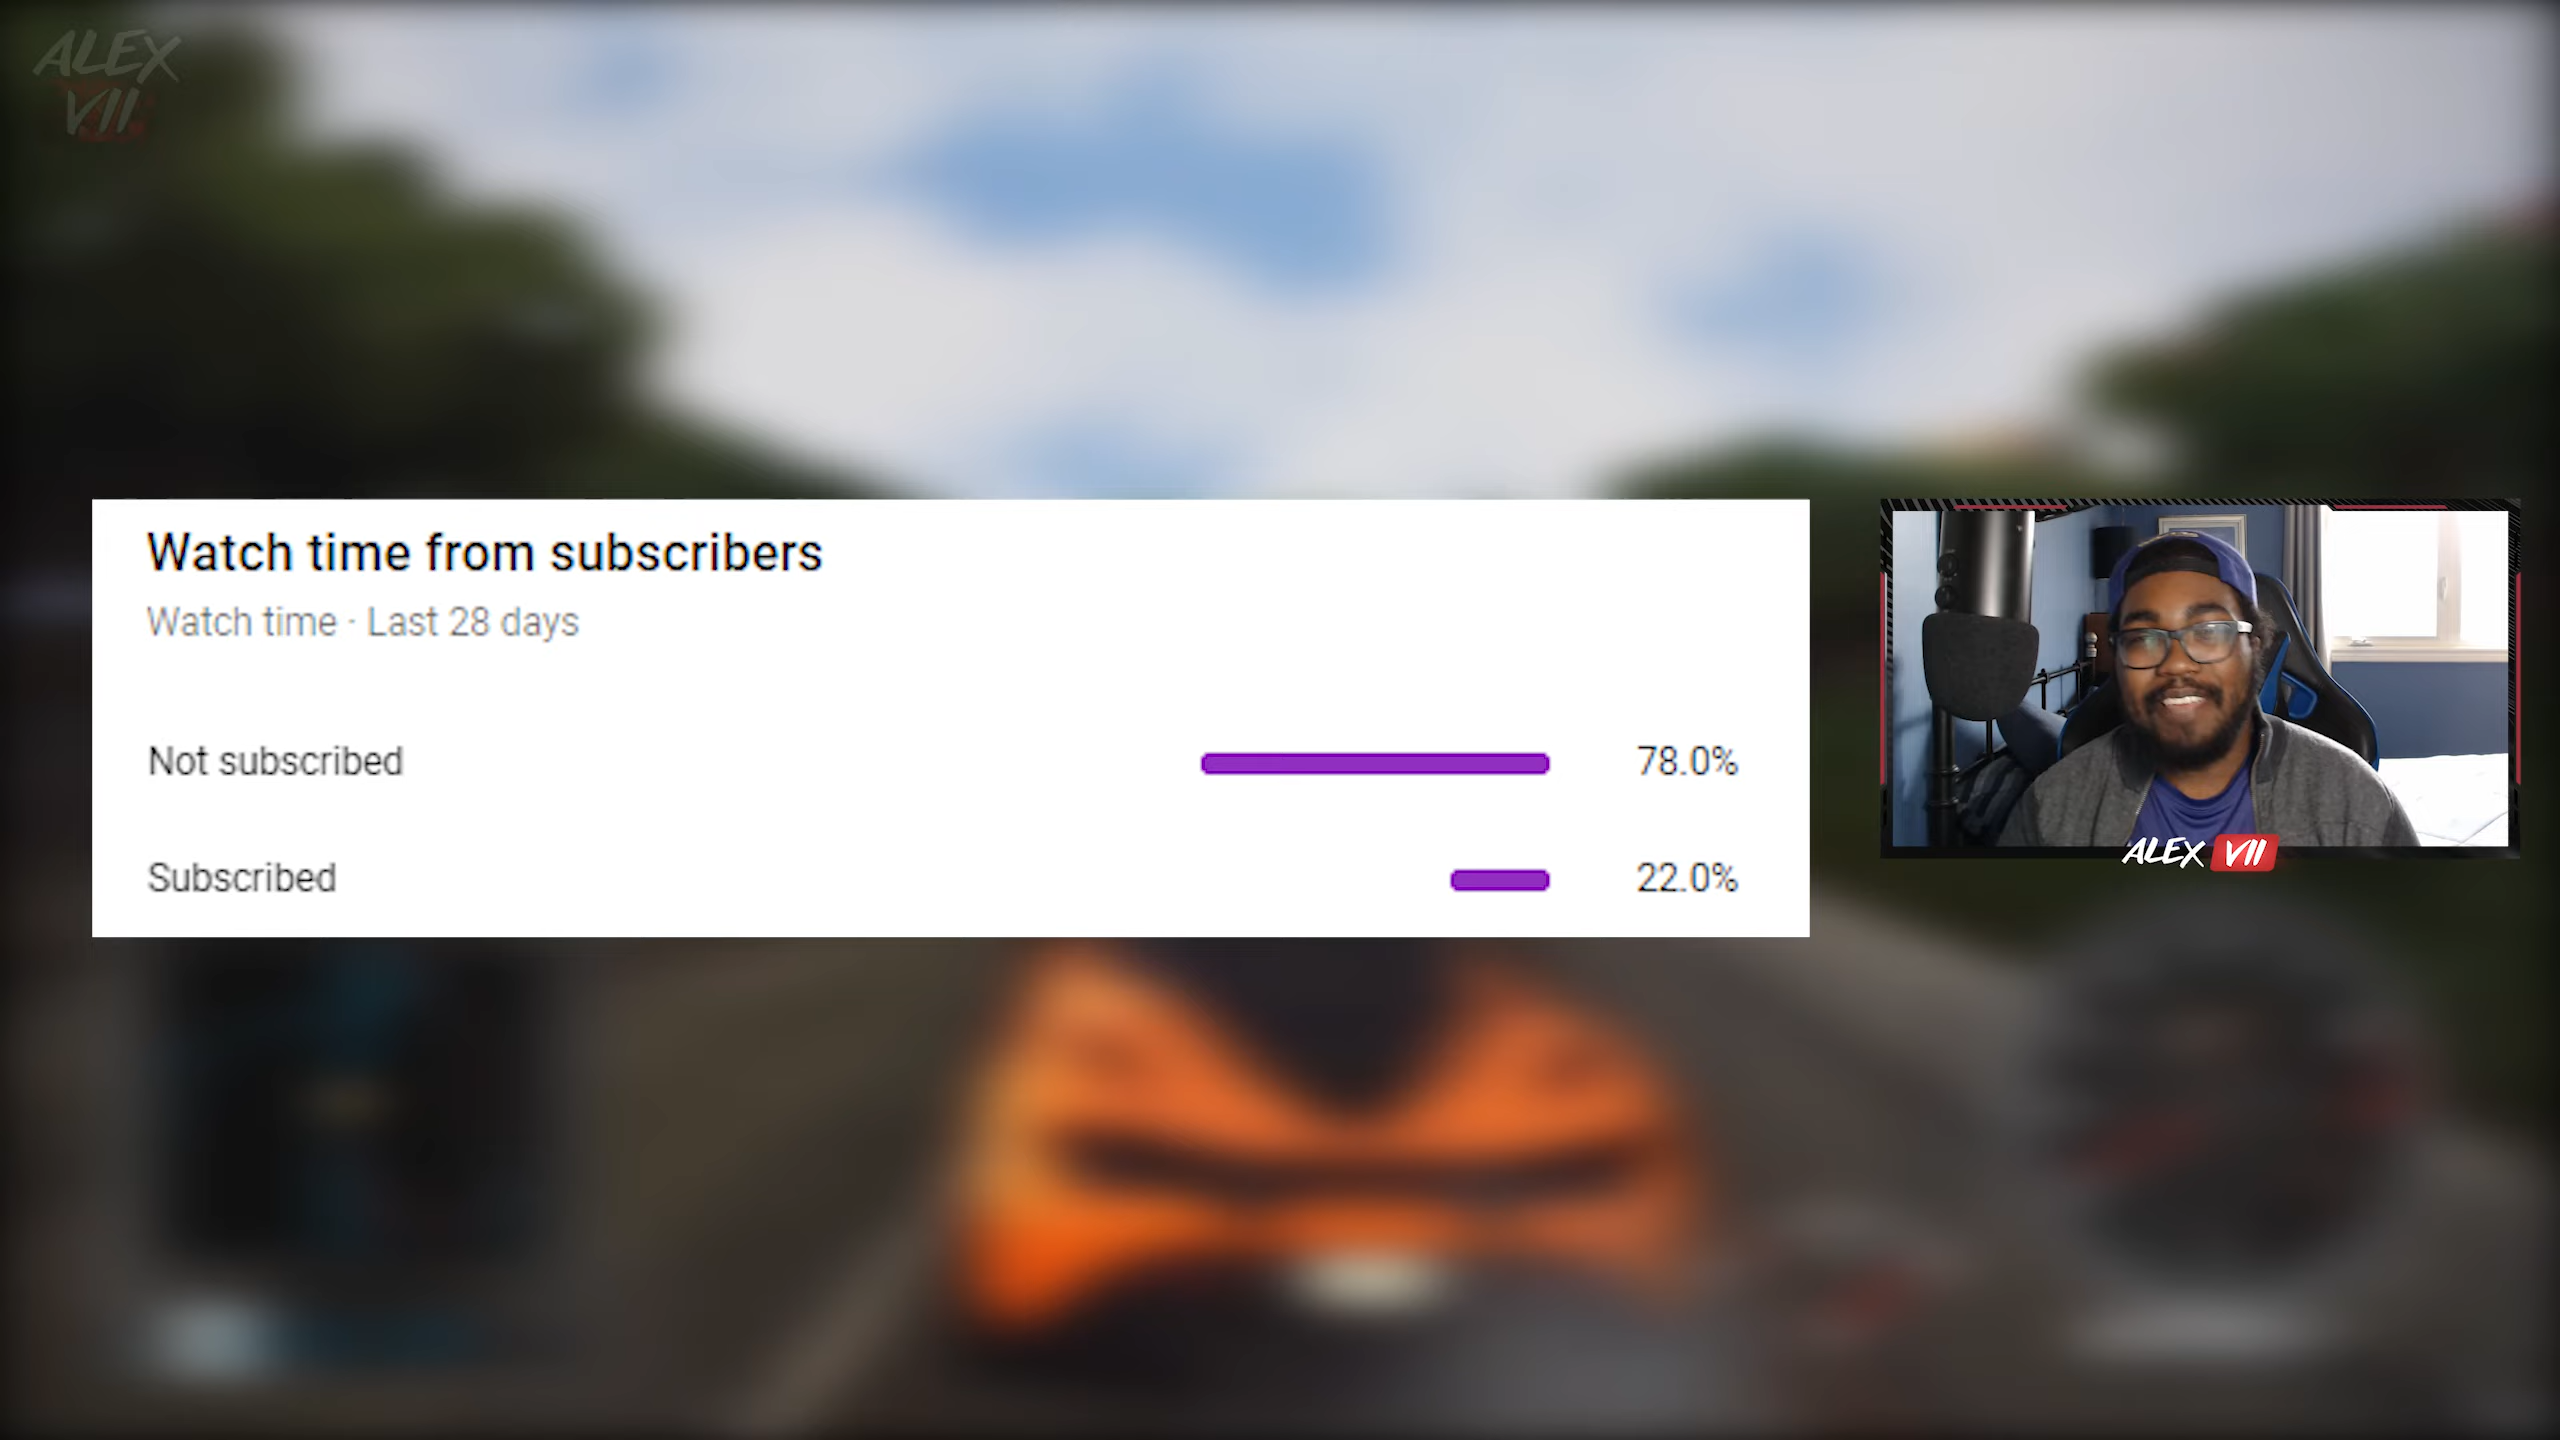 ALEX
VII
Watch time from subscribers
Watch time · Last 28 days
Not subscribed 78.0%
Subscribed 22.0%
ALEX VII